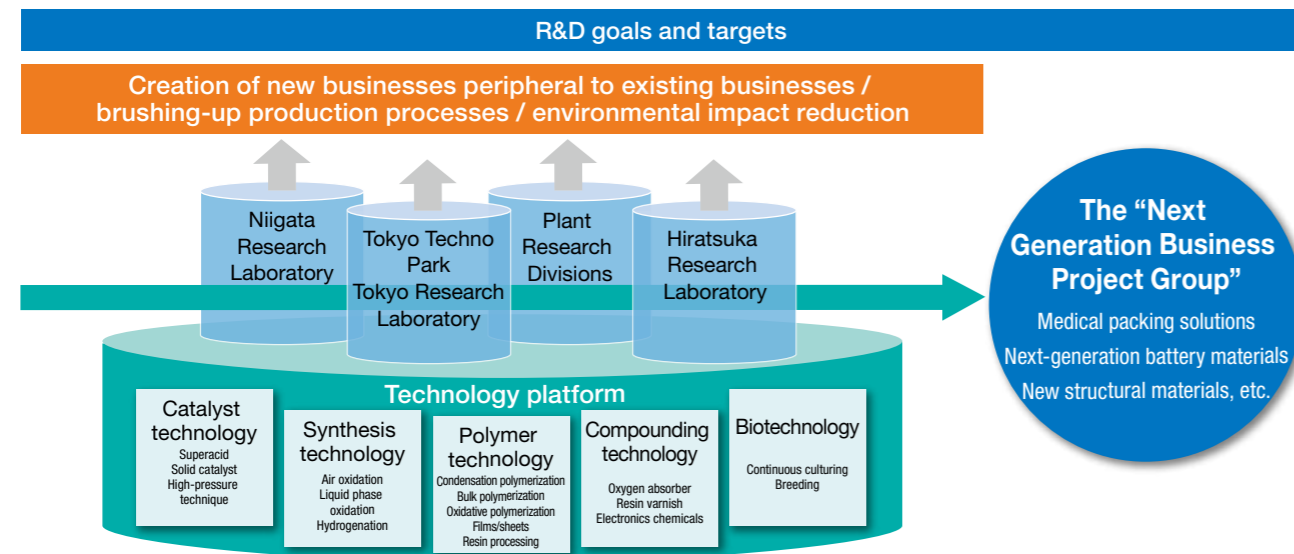 R&D goals and targets
Creation of new businesses peripheral to existing businesses /
brushing-up production processes / environmental impact reduction
Niigata
Research
Laboratory
Tokyo Techno
Park
Tokyo Research
Laboratory
Plant
Research
Divisions
Hiratsuka
Research
Laboratory
The “Next
Generation Business
Project Group”
Medical packing solutions
Next-generation battery materials
New structural materials, etc.
Technology platform
Catalyst
technology
Superacid
Solid catalyst
High-pressure
technique
Synthesis
technology
Air oxidation
Liquid phase
oxidation
Hydrogenation
Polymer
technology
Condensation polymerization
Bulk polymerization
Oxidative polymerization
Films/sheets
Resin processing
Compounding
technology
Oxygen absorber
Resin varnish
Electronics chemicals
Biotechnology
Continuous culturing
Breeding